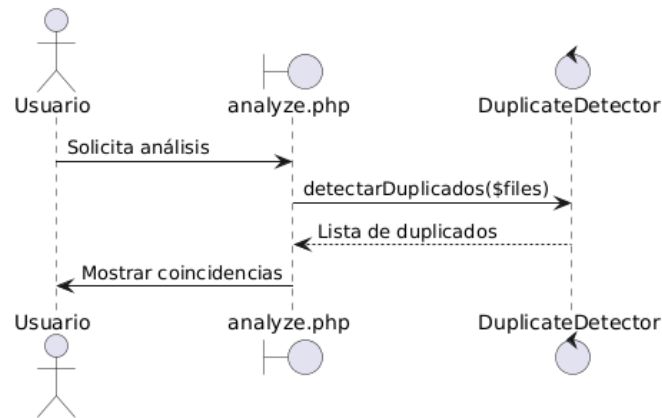 Usuario
analyze.php
DuplicateDetector
Solicita análisis
detectarDuplicados($files)
Lista de duplicados
Mostrar coincidencias
Usuario
analyze.php
DuplicateDetector